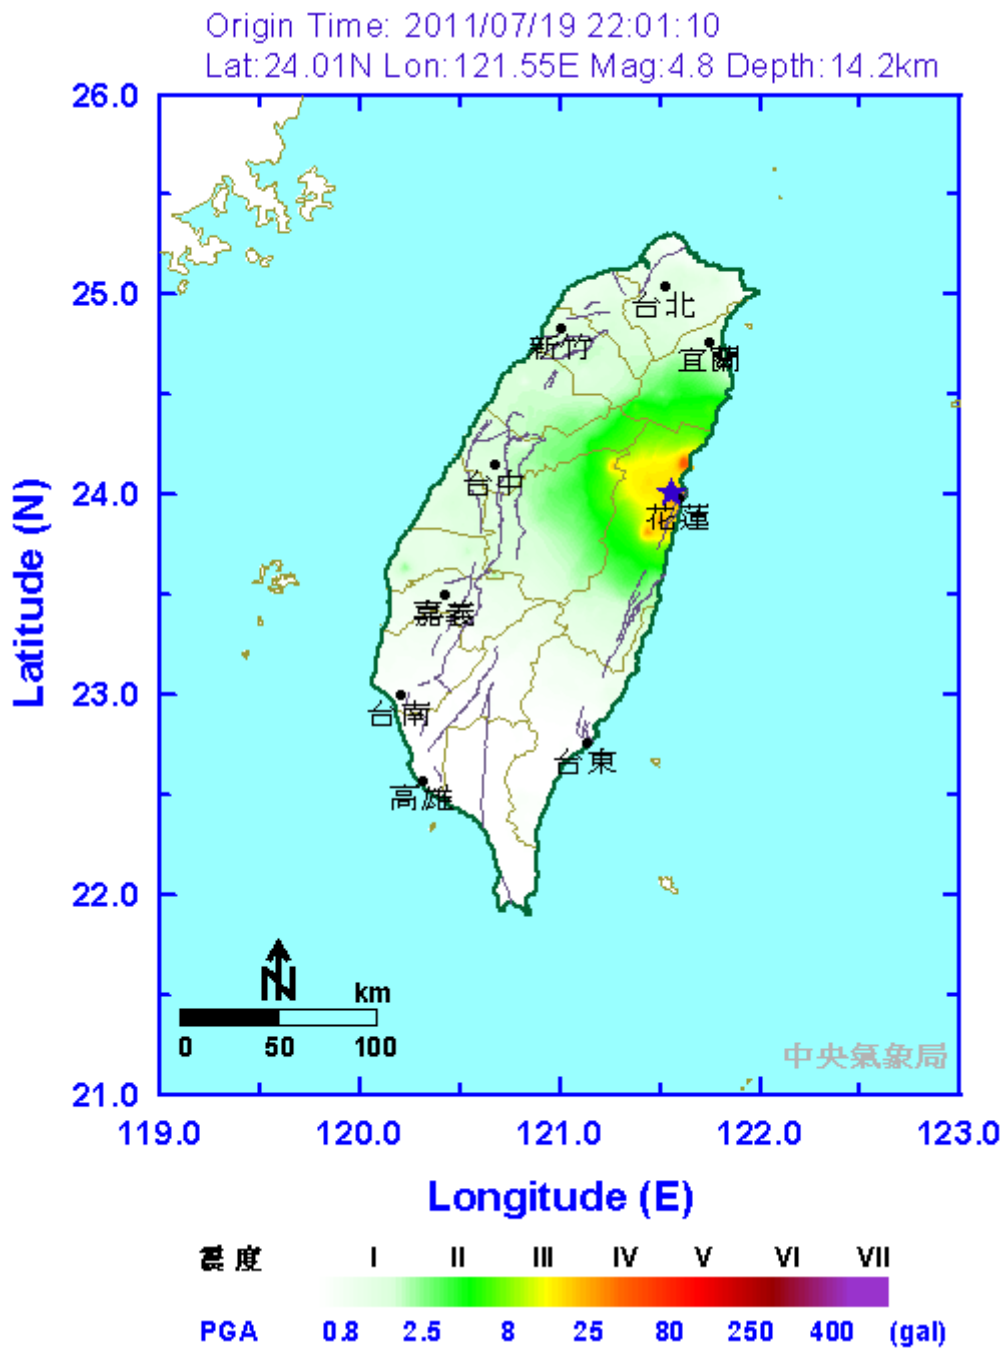 Origin Time: 2011/07/19 22:01:10
Lat:24.01N Lon:121.55E Mag:4.8 Depth:14.2km
26.0
25.0
24.0
23.0
22.0
21.0
Latitude (N)
台北
新竹
宜蘭
台中
花蓮
嘉義
台南
台東
高雄
N
km
0 50 100
中央氣象局
119.0 120.0 121.0 122.0 123.0
Longitude (E)
震度 I II III IV V VI VII
PGA 0.8 2.5 8 25 80 250 400 (gal)